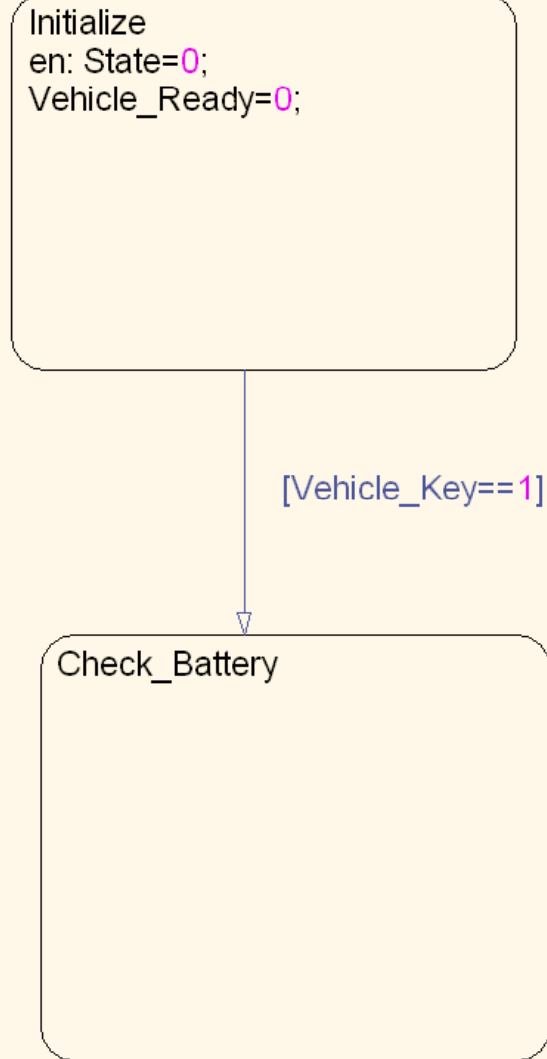 Initialize
en: State=0;
Vehicle_Ready=0;
[Vehicle_Key==1]
Check_Battery